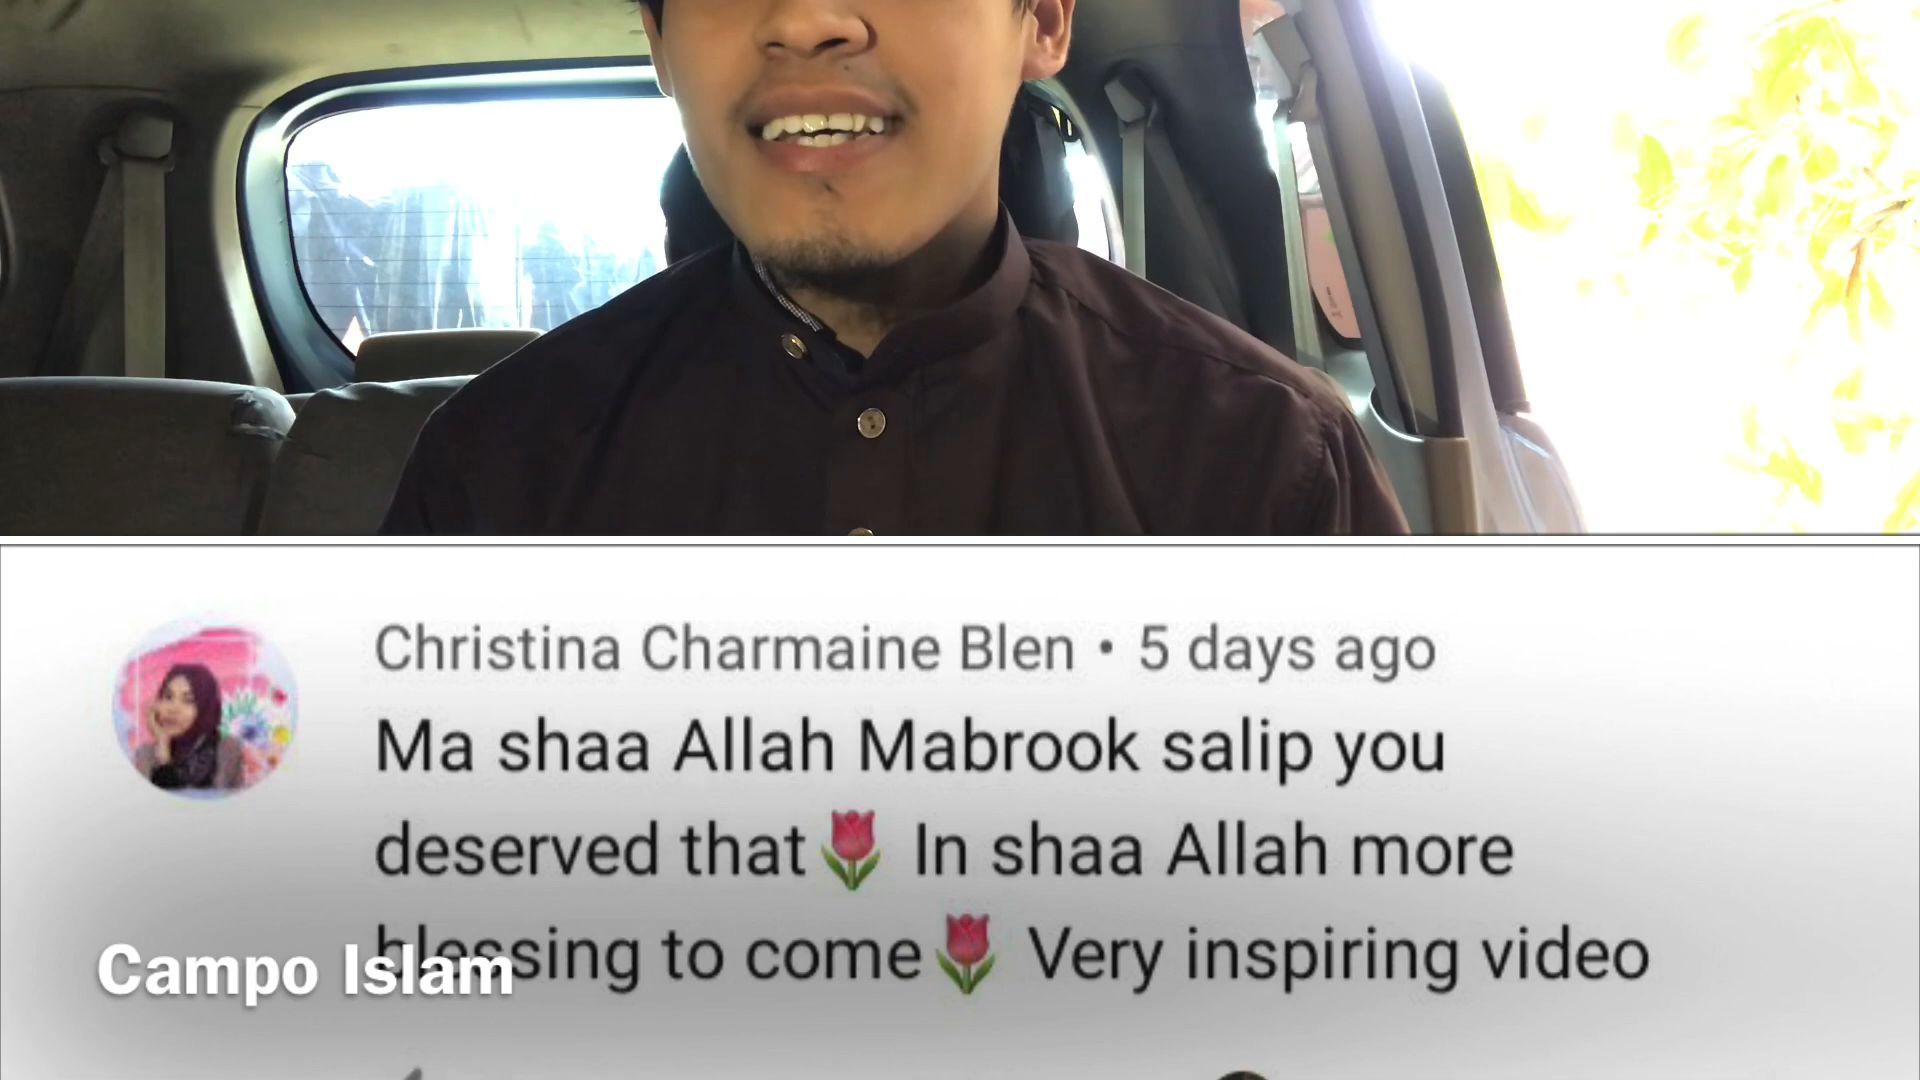 Christina Charmaine Blen • 5 days ago
Ma shaa Allah Mabrook salip you
deserved that🌷 In shaa Allah more
blessing to come🌷 Very inspiring video
Campo Islam